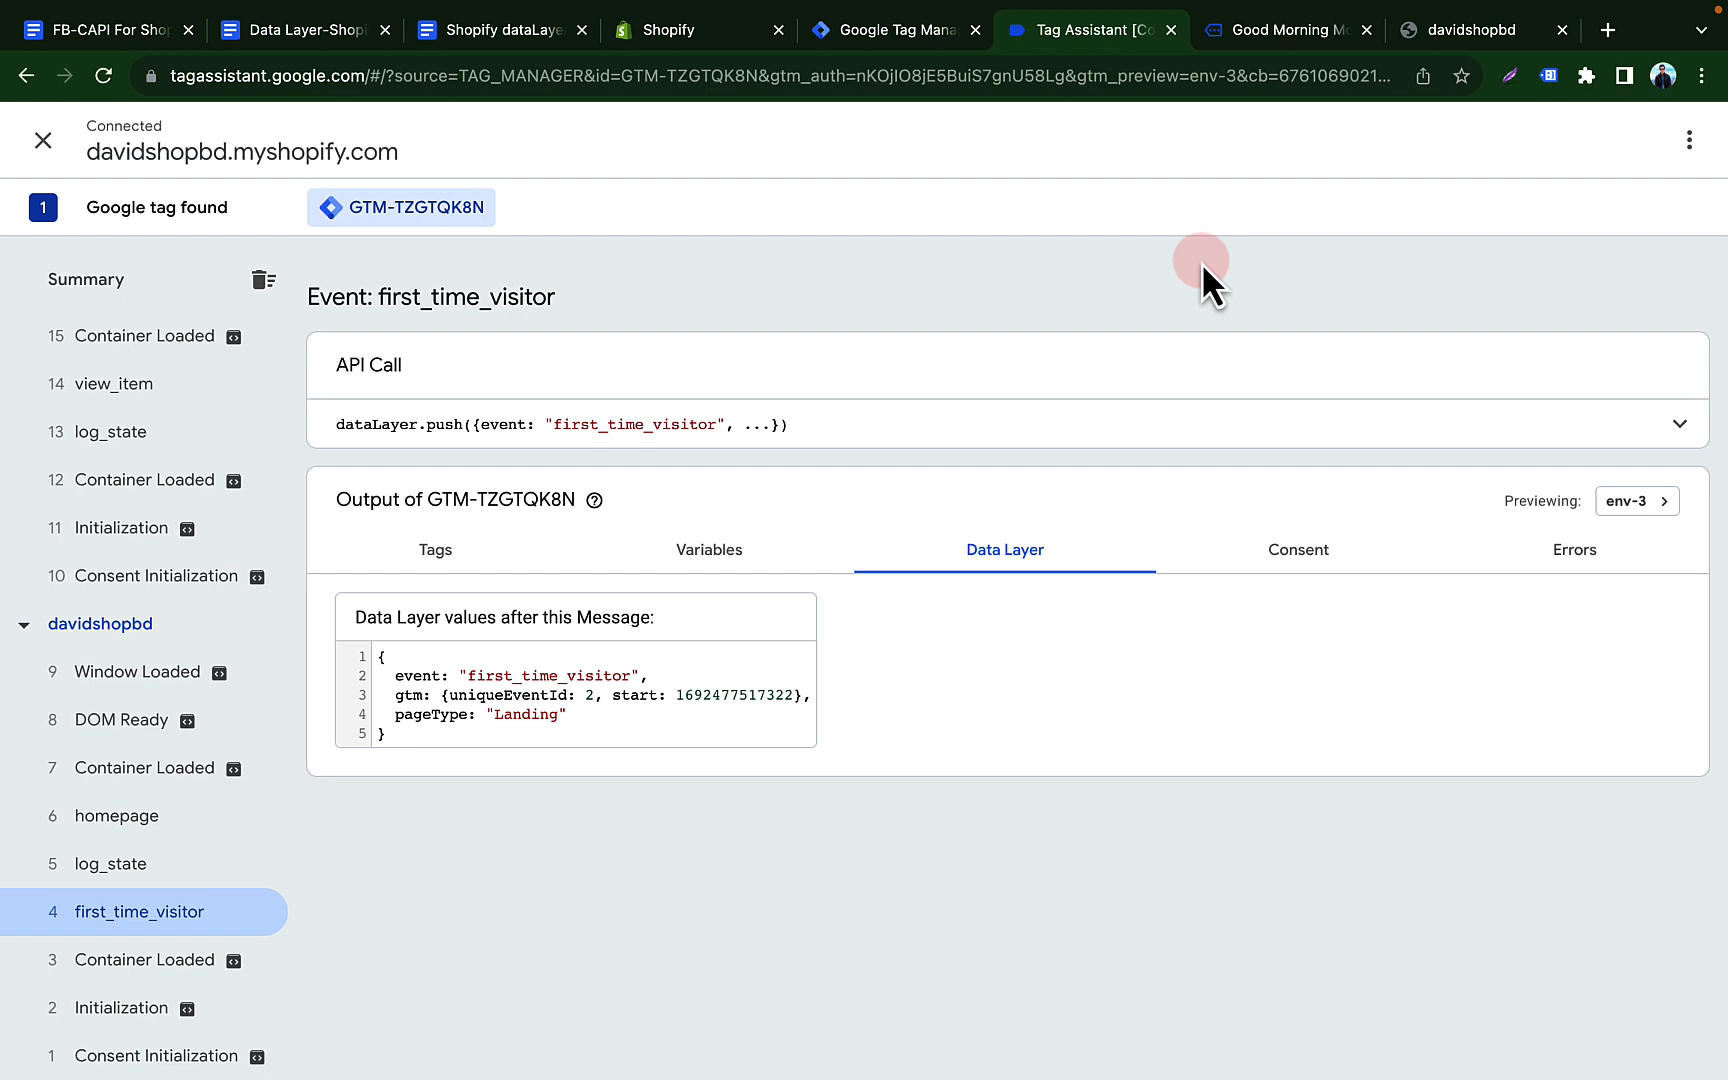 FB-CAPI For Shop
Data Layer-Shopi
Shopify dataLaye
Shopify
Google Tag Mana
Tag Assistant [Co
Good Morning Mo
davidshopbd
tagassistant.google.com/#/?source=TAG_MANAGER&id=GTM-TZGTQK8N&gtm_auth=nKOjIO8jE5BuiS7gnU58Lg&gtm_preview=env-3&cb=6761069021...
Connected
davidshopbd.myshopify.com
1 Google tag found GTM-TZGTQK8N
Summary
15 Container Loaded
14 view_item
13 log_state
12 Container Loaded
11 Initialization
10 Consent Initialization
davidshopbd
9 Window Loaded
8 DOM Ready
7 Container Loaded
6 homepage
5 log_state
4 first_time_visitor
3 Container Loaded
2 Initialization
1 Consent Initialization
Event: first_time_visitor
API Call
dataLayer.push({event: "first_time_visitor", ...})
Output of GTM-TZGTQK8N
Previewing: env-3
Tags Variables Data Layer Consent Errors
Data Layer values after this Message:
1 {
2 event: "first_time_visitor",
3 gtm: {uniqueEventId: 2, start: 1692477517322},
4 pageType: "Landing"
5 }